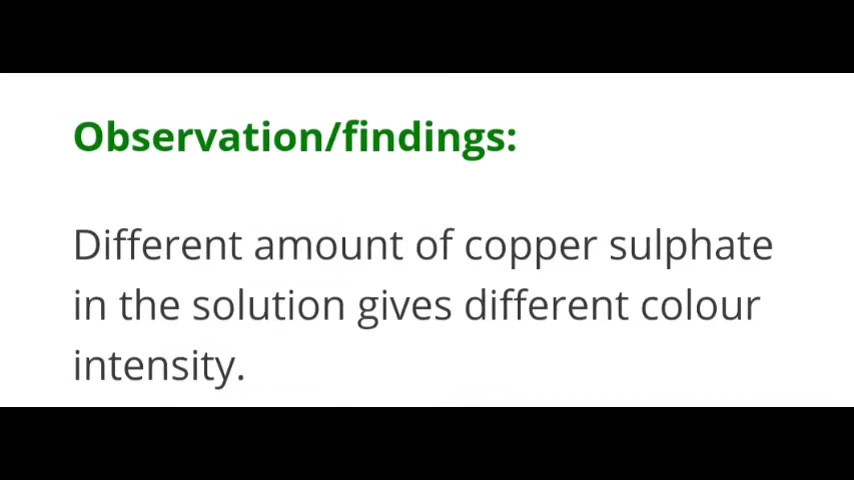 Observation/findings:
Different amount of copper sulphate
in the solution gives different colour
intensity.